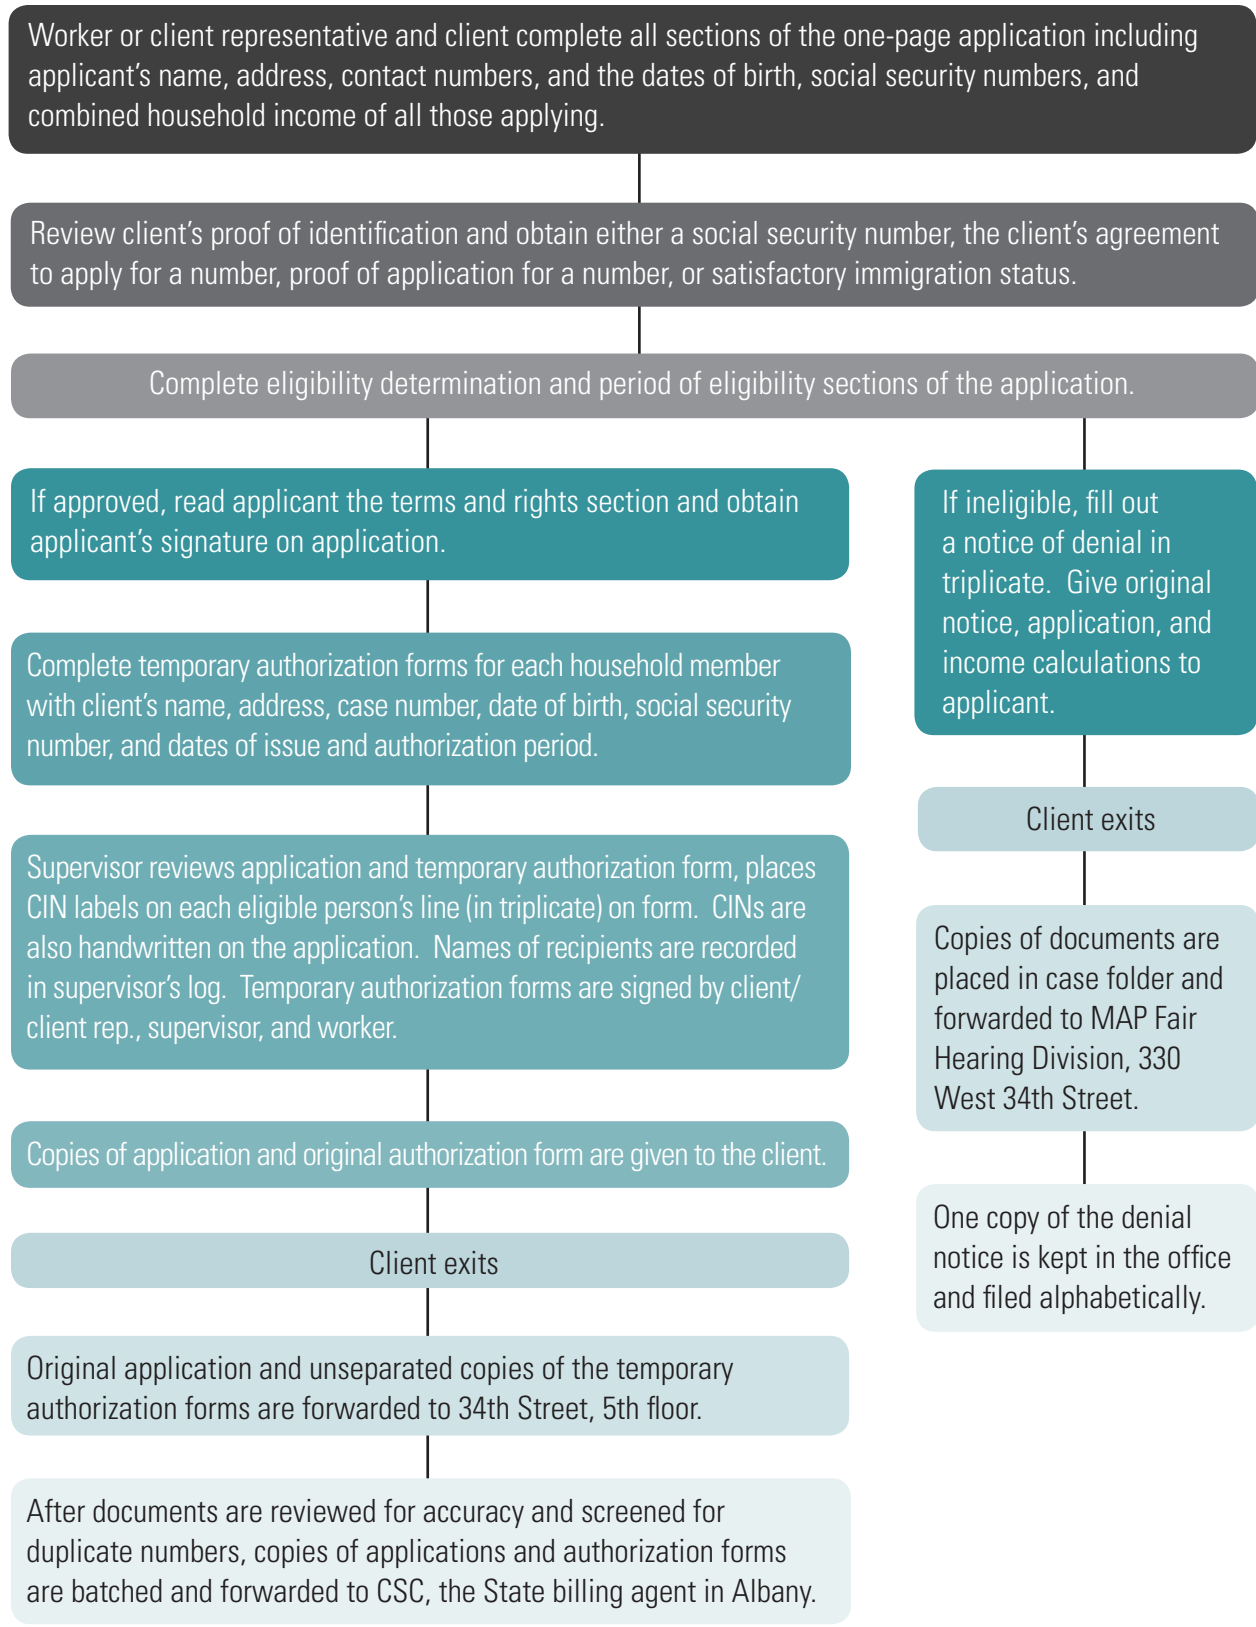 Worker or client representative and client complete all sections of the one-page application including
applicant’s name, address, contact numbers, and the dates of birth, social security numbers, and
combined household income of all those applying.
Review client’s proof of identification and obtain either a social security number, the client’s agreement
to apply for a number, proof of application for a number, or satisfactory immigration status.
Complete eligibility determination and period of eligibility sections of the application.
If approved, read applicant the terms and rights section and obtain
applicant’s signature on application.
Complete temporary authorization forms for each household member
with client’s name, address, case number, date of birth, social security
number, and dates of issue and authorization period.
Supervisor reviews application and temporary authorization form, places
CIN labels on each eligible person’s line (in triplicate) on form.  CINs are
also handwritten on the application.  Names of recipients are recorded
in supervisor’s log.  Temporary authorization forms are signed by client/
client rep., supervisor, and worker.
Copies of application and original authorization form are given to the client.
Client exits
Original application and unseparated copies of the temporary
authorization forms are forwarded to 34th Street, 5th floor.
After documents are reviewed for accuracy and screened for
duplicate numbers, copies of applications and authorization forms
are batched and forwarded to CSC, the State billing agent in Albany.
If ineligible, fill out
a notice of denial in
triplicate.  Give original
notice, application, and
income calculations to
applicant.
Client exits
Copies of documents are
placed in case folder and
forwarded to MAP Fair
Hearing Division, 330
West 34th Street.
One copy of the denial
notice is kept in the office
and filed alphabetically.